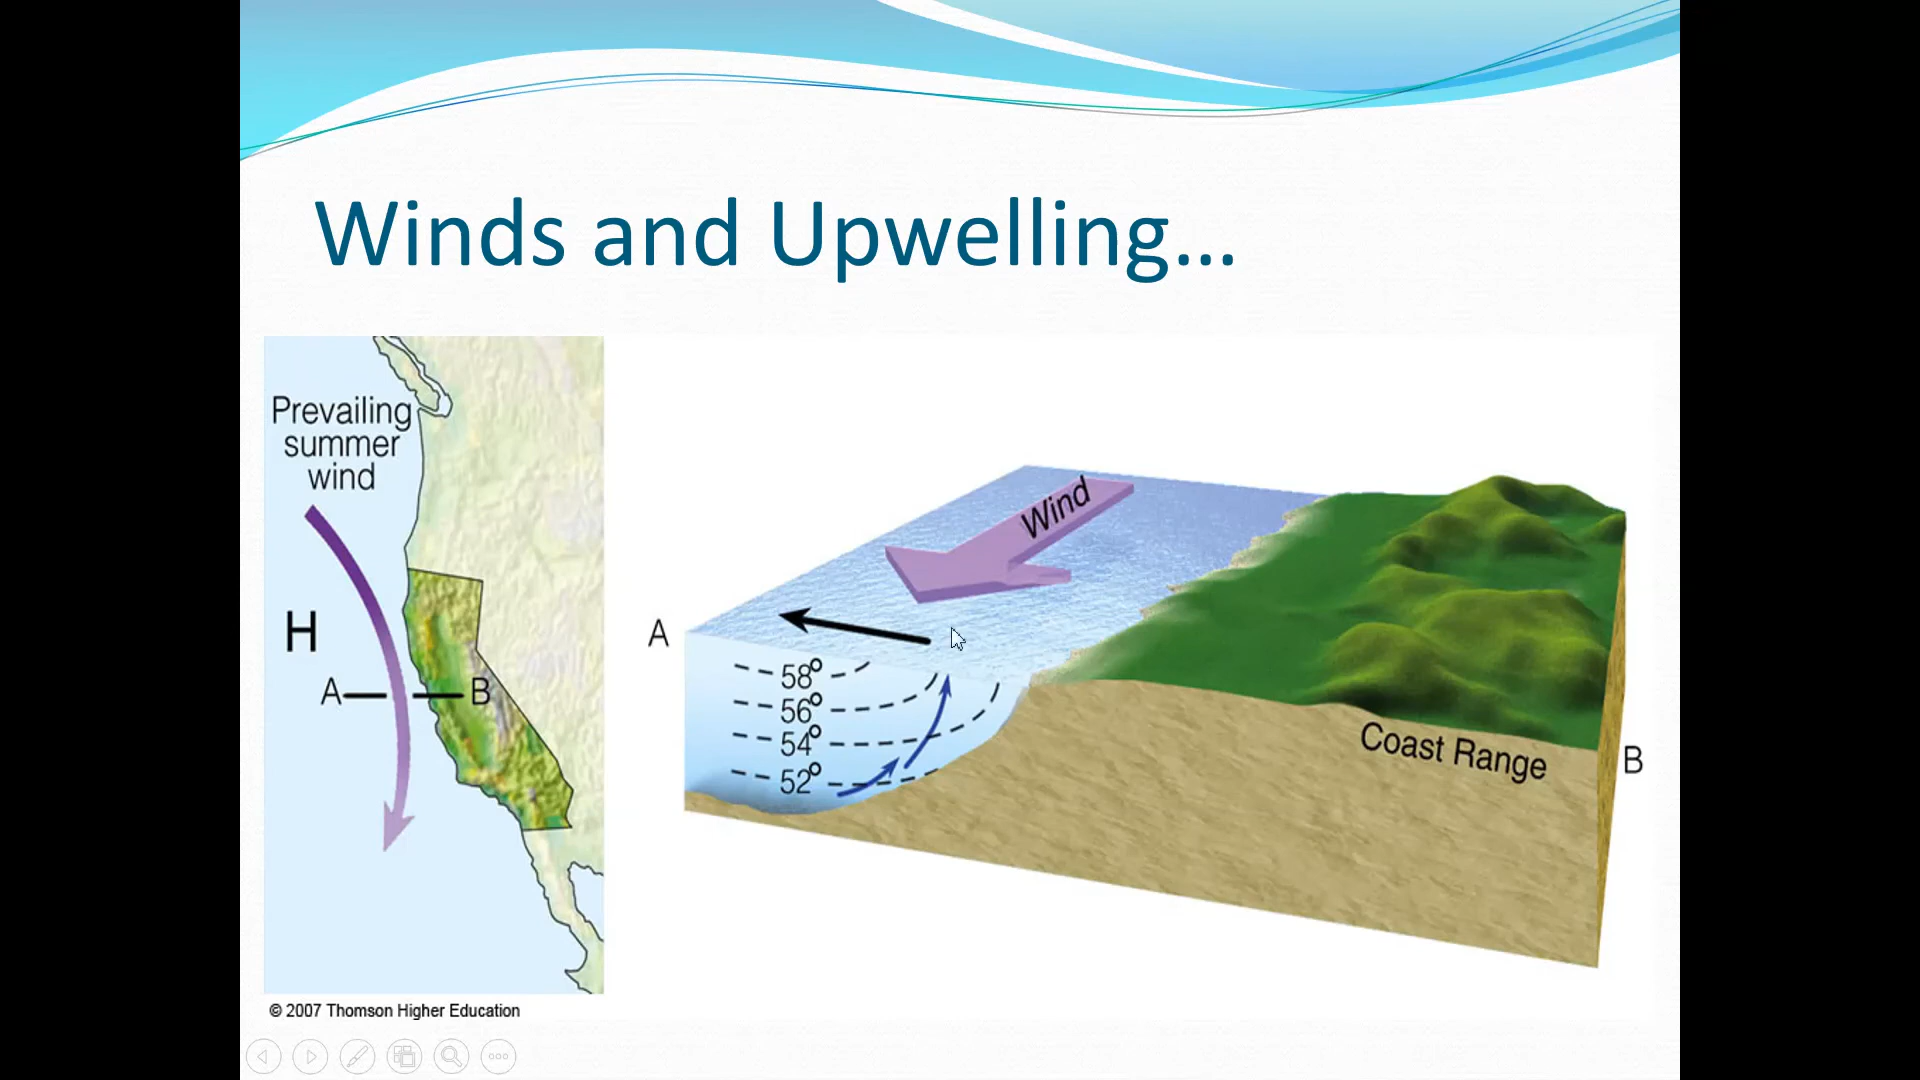 Winds and Upwelling...
Prevailing
summer
wind
H
A
B
© 2007 Thomson Higher Education
Wind
A
58°
56°
54°
52°
Coast Range
B